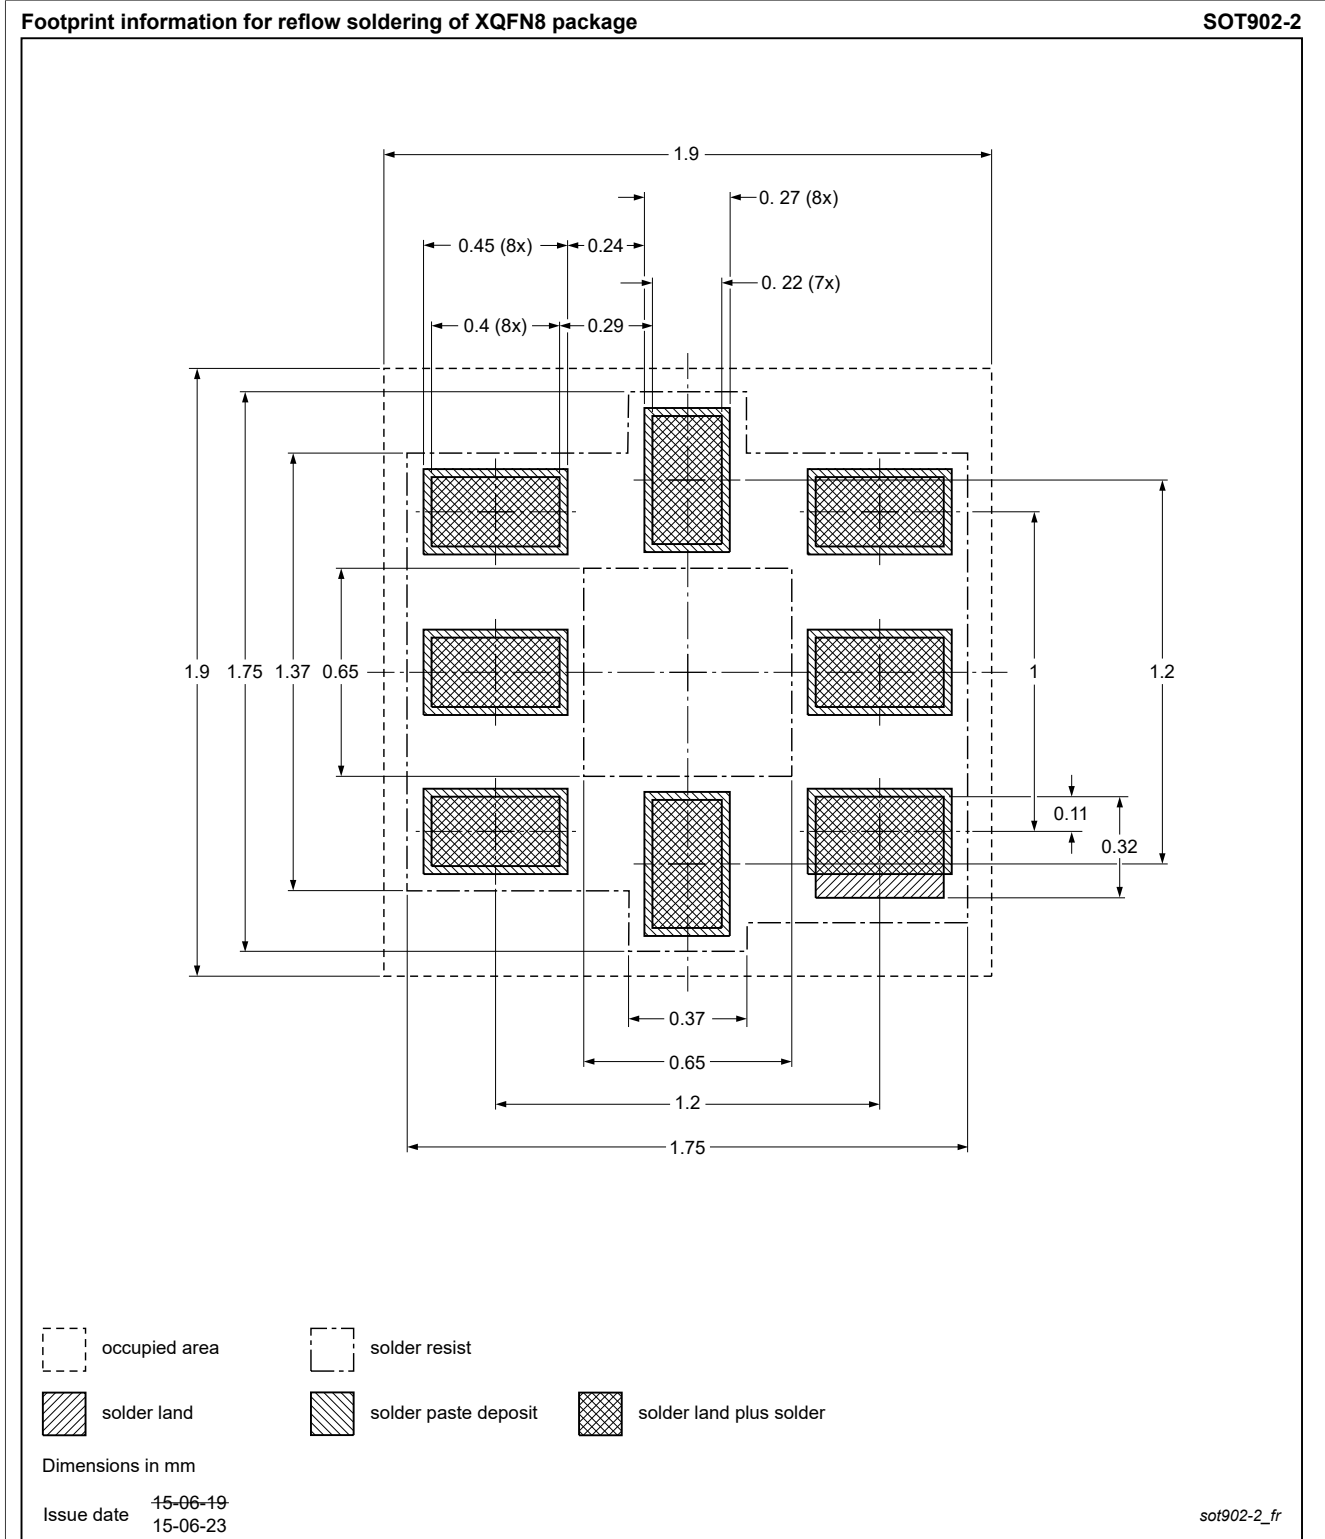 Footprint information for reflow soldering of XQFN8 package SOT902-2
1.9
0. 27 (8x)
0.45 (8x) 0.24
0. 22 (7x)
0.4 (8x) 0.29
1.9 1.75 1.37 0.65 1 1.2
0.11
0.32
0.37
0.65
1.2
1.75
occupied area solder resist
solder land solder paste deposit solder land plus solder
Dimensions in mm
Issue date 15-06-19
15-06-23
sot902-2_fr